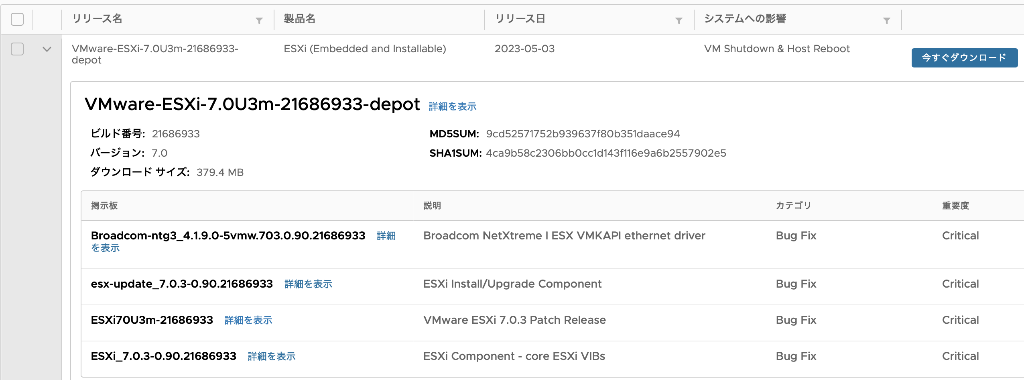 リリース名 製品名 リリース日 システムへの影響
VMware-ESXi-7.0U3m-21686933-depot ESXi (Embedded and Installable) 2023-05-03 VM Shutdown & Host Reboot 今すぐダウンロード
VMware-ESXi-7.0U3m-21686933-depot 詳細を表示
ビルド番号: 21686933 MD5SUM: 9cd52571752b939637f80b351daace94
バージョン: 7.0 SHA1SUM: 4ca9b58c2306bb0cc1d143f116e9a6b2557902e5
ダウンロード サイズ: 379.4 MB
掲示板 説明 カテゴリ 重要度
Broadcom-ntg3_4.1.9.0-5vmw.703.0.90.21686933 詳細を表示 Broadcom NetXtreme I ESX VMKAPI ethernet driver Bug Fix Critical
esx-update_7.0.3-0.90.21686933 詳細を表示 ESXi Install/Upgrade Component Bug Fix Critical
ESXi70U3m-21686933 詳細を表示 VMware ESXi 7.0.3 Patch Release Bug Fix Critical
ESXi_7.0.3-0.90.21686933 詳細を表示 ESXi Component - core ESXi VIBs Bug Fix Critical